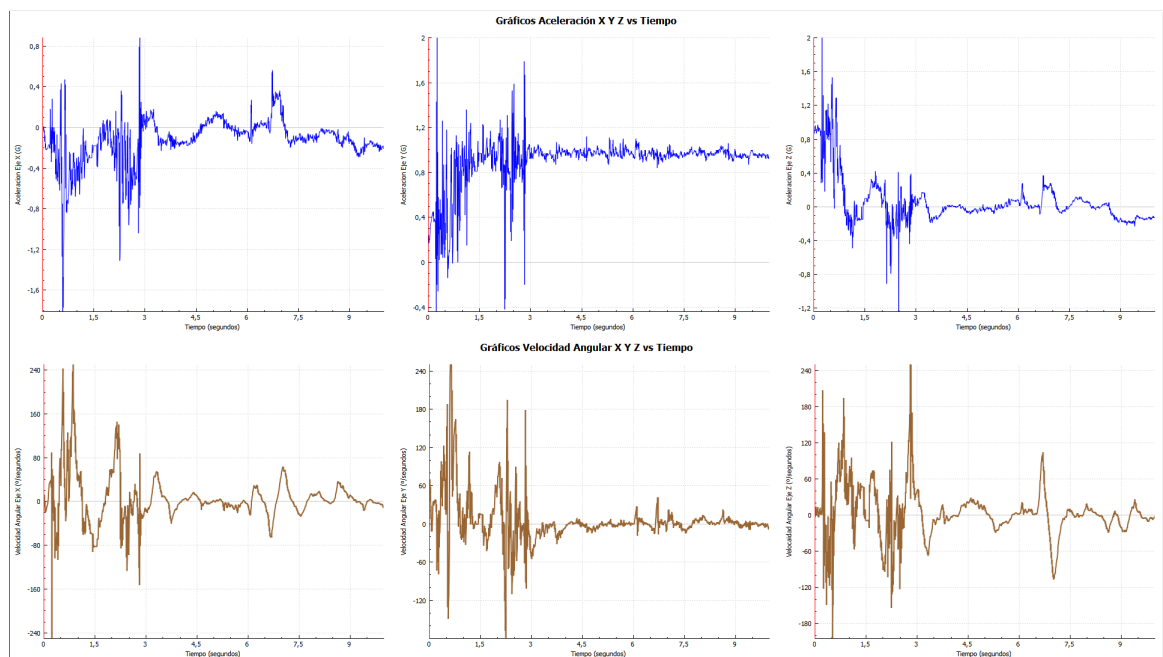 Gráficos Aceleración X Y Z vs Tiempo
0,8
0,4
0
-0,4
-0,8
-1,2
-1,6
Aceleracion Eje X (G)
0 1,5 3 4,5 6 7,5 9
Tiempo (segundos)
2
1,6
1,2
0,8
0,4
0
-0,4
Aceleracion Eje Y (G)
0 1,5 3 4,5 6 7,5 9
Tiempo (segundos)
2
1,6
1,2
0,8
0,4
0
-0,4
-0,8
-1,2
Aceleracion Eje Z (G)
0 1,5 3 4,5 6 7,5 9
Tiempo (segundos)
Gráficos Velocidad Angular X Y Z vs Tiempo
240
160
80
0
-80
-160
-240
Velocidad Angular Eje X (º/segundos)
0 1,5 3 4,5 6 7,5 9
Tiempo (segundos)
240
180
120
60
0
-60
-120
Velocidad Angular Eje Y (º/segundos)
0 1,5 3 4,5 6 7,5 9
Tiempo (segundos)
240
180
120
60
0
-60
-120
-180
Velocidad Angular Eje Z (º/segundos)
0 1,5 3 4,5 6 7,5 9
Tiempo (segundos)